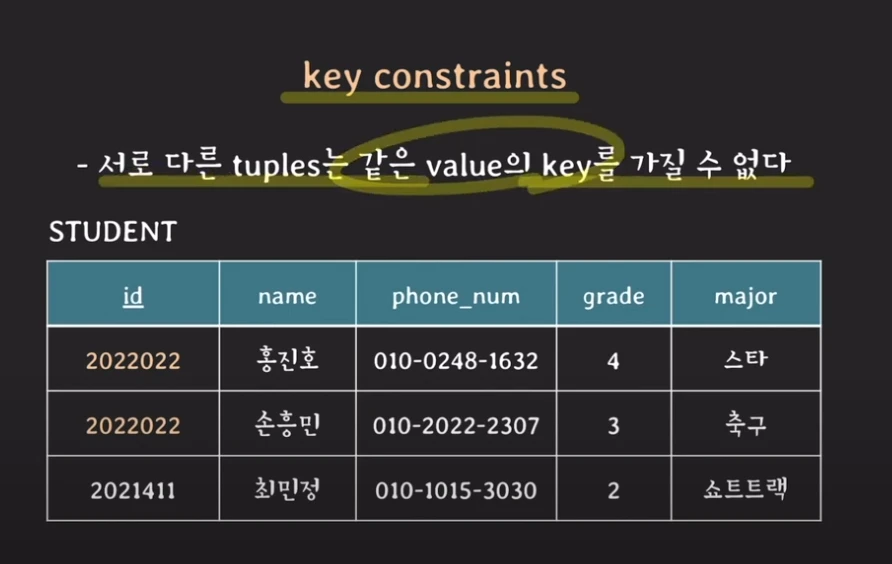 key constraints
- 서로 다른 tuples는 같은 value의 key를 가질 수 없다
STUDENT
id name phone_num grade major
2022022 홍진호 010-0248-1632 4 스타
2022022 손흥민 010-2022-2307 3 축구
2021411 최민정 010-1015-3030 2 쇼트트랙